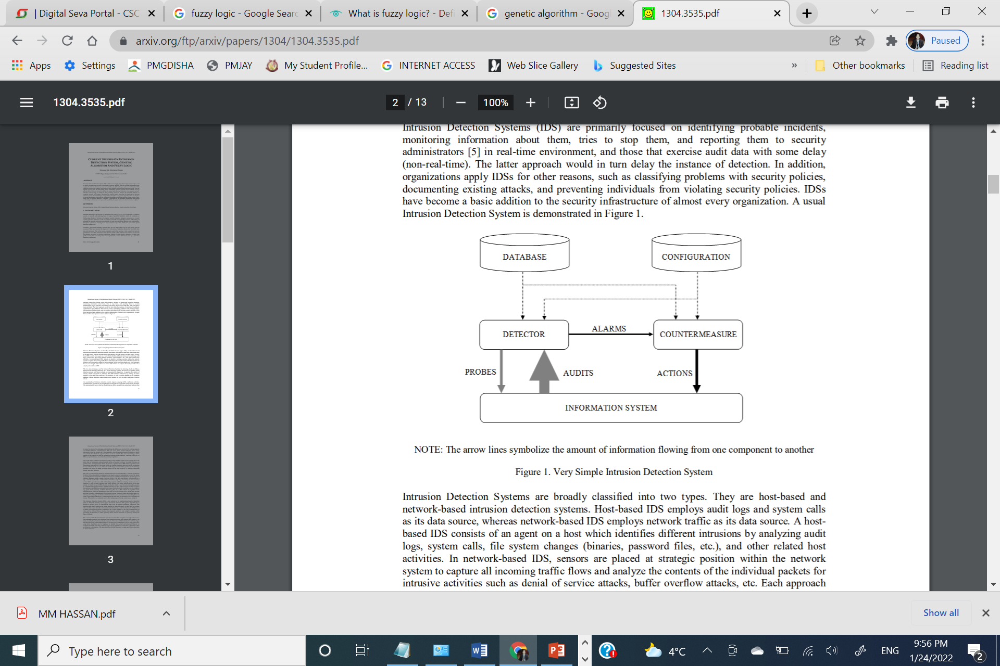 | Digital Seva Portal - CSC
fuzzy logic - Google Searc
What is fuzzy logic? - Defi
genetic algorithm - Goog
1304.3535.pdf
arxiv.org/ftp/arxiv/papers/1304/1304.3535.pdf
Paused
Apps
Settings
PMGDISHA
PMJAY
My Student Profile...
INTERNET ACCESS
Web Slice Gallery
Suggested Sites
»
Other bookmarks
Reading list
1304.3535.pdf
2 / 13
100%
CURRENT STUDIES ON INTRUSION
DETECTION SYSTEM, GENETIC
ALGORITHM AND FUZZY LOGIC
1
2
3
Intrusion Detection Systems (IDS) are primarily focused on identifying probable incidents,
monitoring information about them, tries to stop them, and reporting them to security
administrators [5] in real-time environment, and those that exercise audit data with some delay
(non-real-time). The latter approach would in turn delay the instance of detection. In addition,
organizations apply IDSs for other reasons, such as classifying problems with security policies,
documenting existing attacks, and preventing individuals from violating security policies. IDSs
have become a basic addition to the security infrastructure of almost every organization. A usual
Intrusion Detection System is demonstrated in Figure 1.
DATABASE
CONFIGURATION
DETECTOR
ALARMS
COUNTERMEASURE
PROBES
AUDITS
ACTIONS
INFORMATION SYSTEM
NOTE: The arrow lines symbolize the amount of information flowing from one component to another
Figure 1. Very Simple Intrusion Detection System
Intrusion Detection Systems are broadly classified into two types. They are host-based and
network-based intrusion detection systems. Host-based IDS employs audit logs and system calls
as its data source, whereas network-based IDS employs network traffic as its data source. A host-
based IDS consists of an agent on a host which identifies different intrusions by analyzing audit
logs, system calls, file system changes (binaries, password files, etc.), and other related host
activities. In network-based IDS, sensors are placed at strategic position within the network
system to capture all incoming traffic flows and analyze the contents of the individual packets for
intrusive activities such as denial of service attacks, buffer overflow attacks, etc. Each approach
MM HASSAN.pdf
Show all
Type here to search
4°C
ENG
9:56 PM
1/24/2022
2